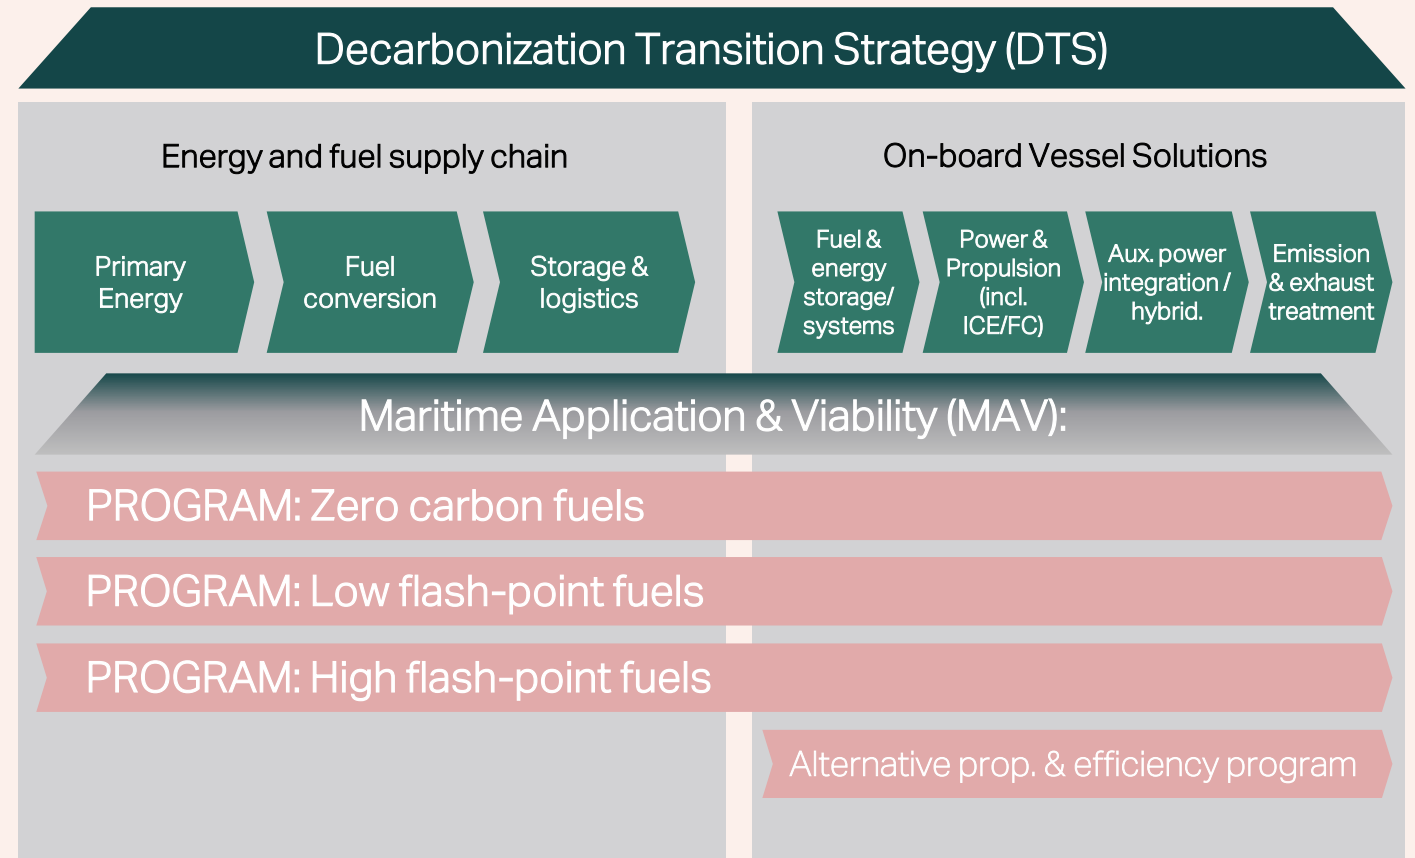 Decarbonization Transition Strategy (DTS)
Energy and fuel supply chain
On-board Vessel Solutions
Primary
Energy
Fuel
conversion
Storage &
logistics
Fuel &
energy
storage/
systems
Power &
Propulsion
(incl.
ICE/FC)
Aux. power
integration /
hybrid.
Emission
& exhaust
treatment
Maritime Application & Viability (MAV):
PROGRAM: Zero carbon fuels
PROGRAM: Low flash-point fuels
PROGRAM: High flash-point fuels
Alternative prop. & efficiency program